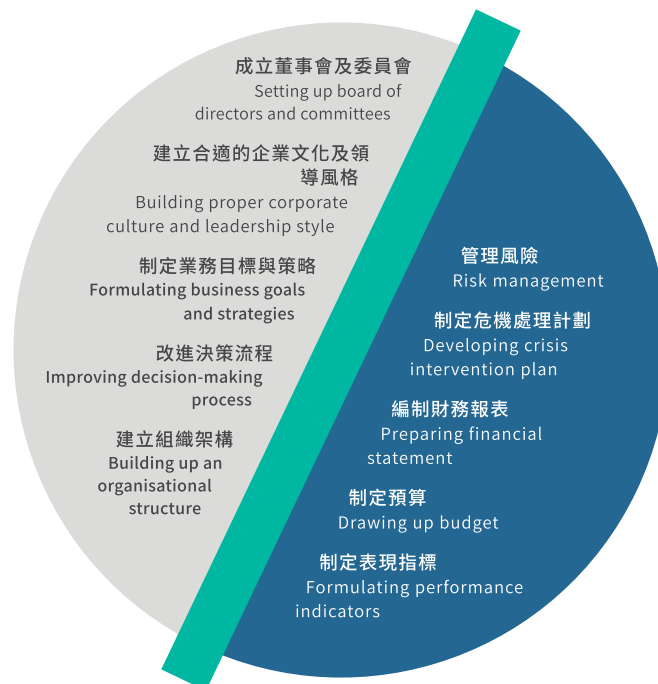 成立董事會及委員會
Setting up board of
directors and committees
建立合適的企業文化及領
導風格
Building proper corporate
culture and leadership style
制定業務目標與策略
Formulating business goals
and strategies
改進決策流程
Improving decision-making
process
建立組織架構
Building up an
organisational
structure
管理風險
Risk management
制定危機處理計劃
Developing crisis
intervention plan
編制財務報表
Preparing financial
statement
制定預算
Drawing up budget
制定表現指標
Formulating performance
indicators